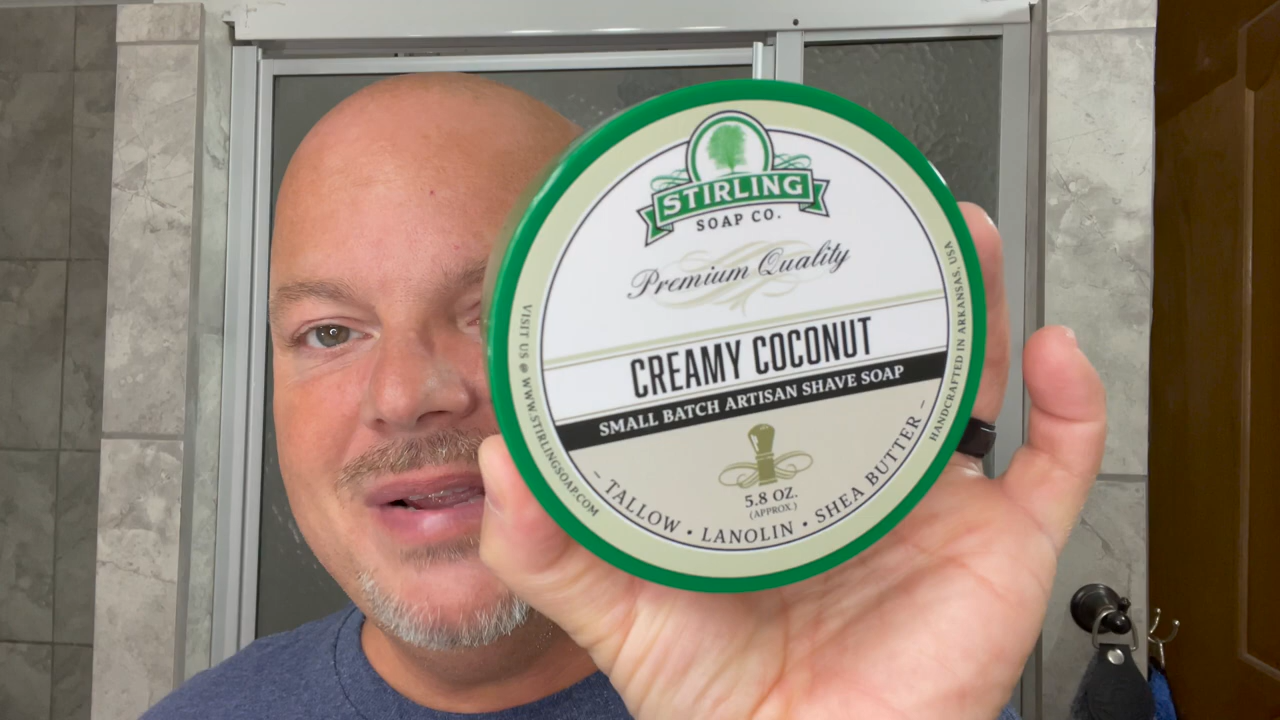 STIRLING
SOAP CO.
Premium Quality
CREAMY COCONUT
SMALL BATCH ARTISAN SHAVE SOAP
5.8 OZ.
(APPROX.)
– TALLOW • LANOLIN • SHEA BUTTER –
VISIT US @ WWW.STIRLINGSOAP.COM
HANDCRAFTED IN ARKANSAS, USA